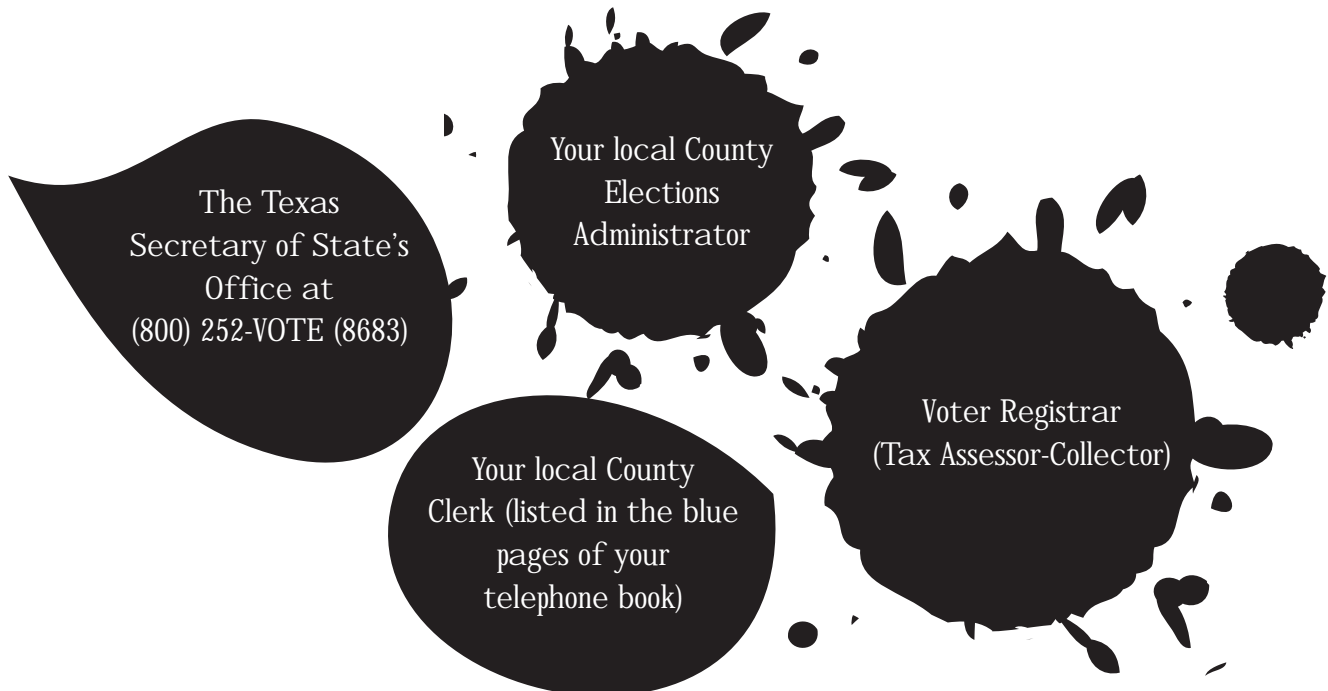 The Texas
Secretary of State’s
Office at
(800) 252-VOTE (8683)
Your local County
Elections
Administrator
Your local County
Clerk (listed in the blue
pages of your
telephone book)
Voter Registrar
(Tax Assessor-Collector)